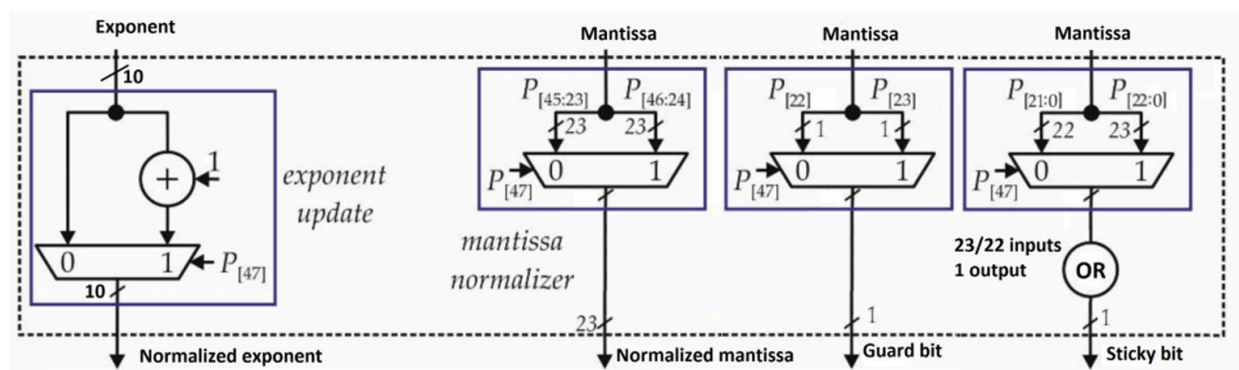 Exponent
Mantissa
Mantissa
Mantissa
10
P[45:23] P[46:24]
P[22] P[23]
P[21:0] P[22:0]
23 23
1 1
22 23
+ 1
0 1
0 1
0 1
P[47]
P[47]
P[47]
exponent
update
0 1
P[47]
10
mantissa
normalizer
23/22 inputs
1 output
OR
23
1
1
Normalized exponent
Normalized mantissa
Guard bit
Sticky bit